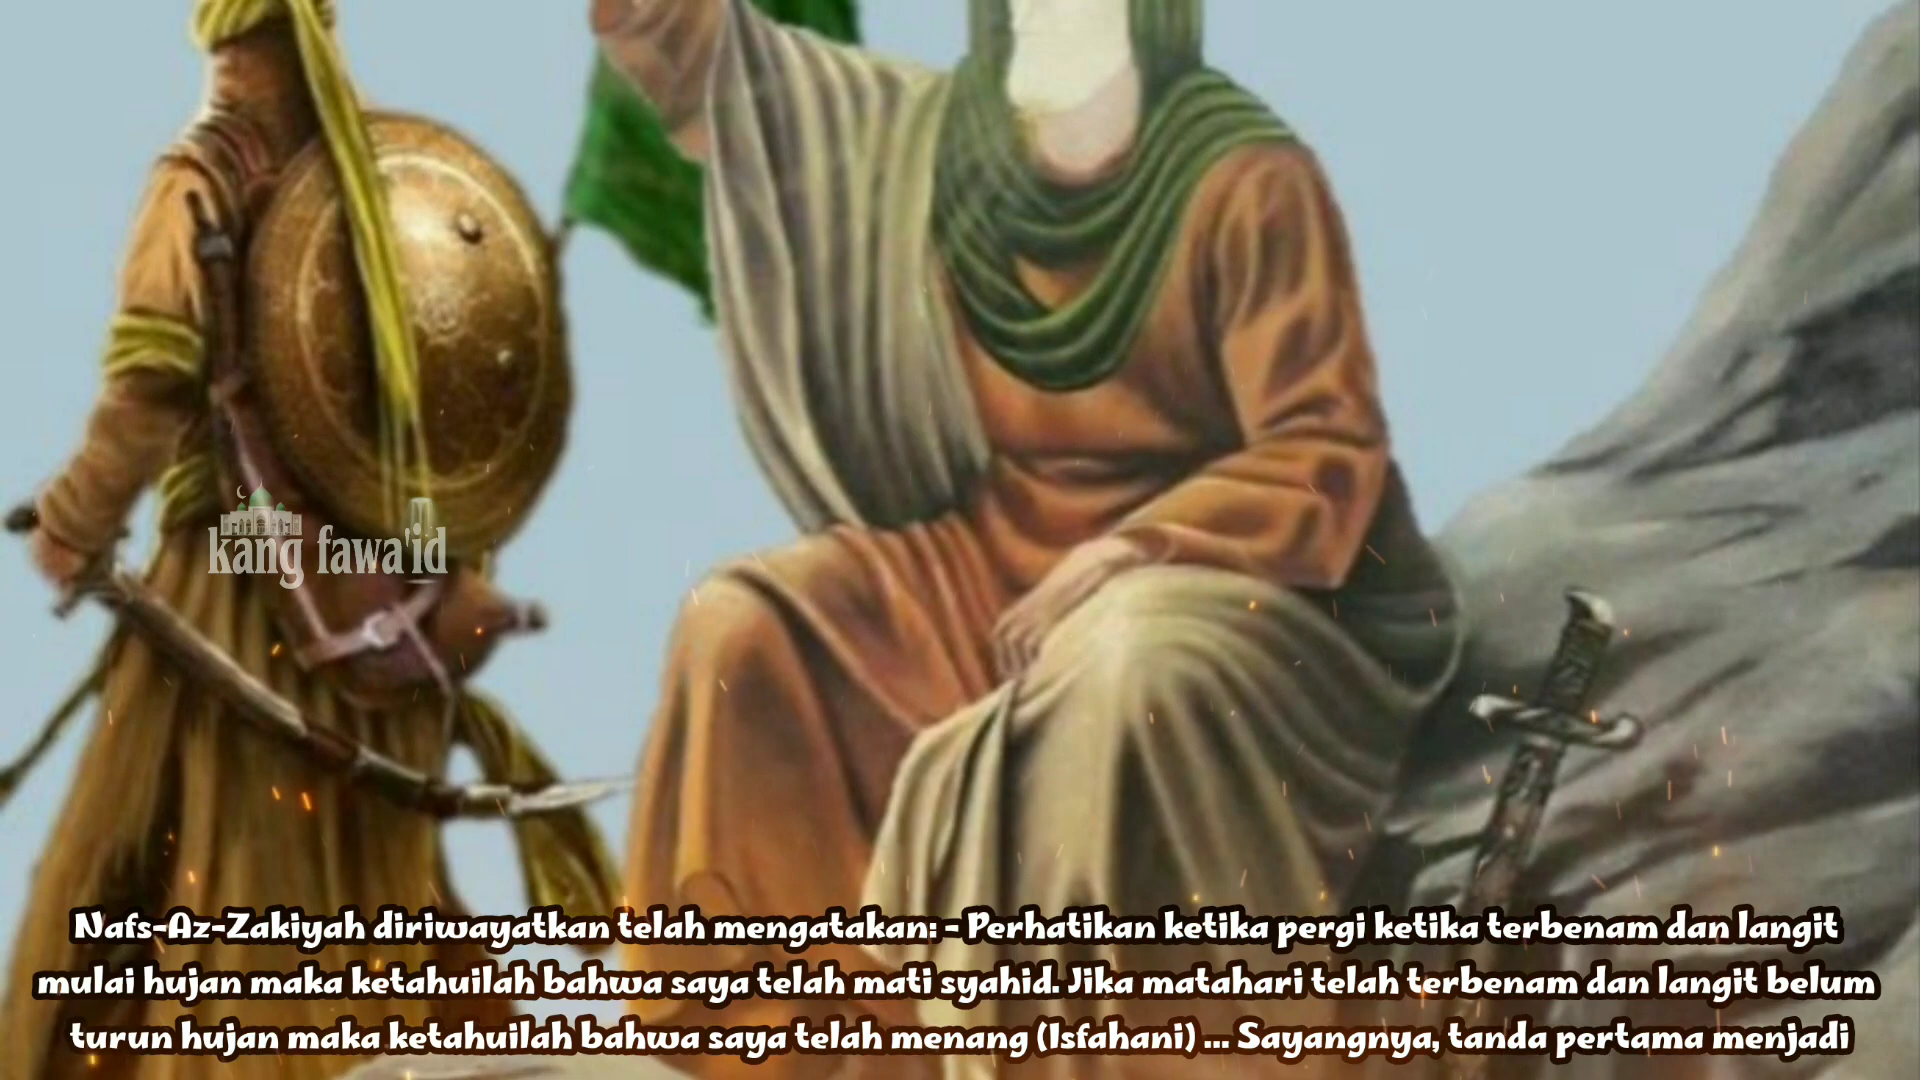 kang fawa'id
Nafs-Az-Zakiyah diriwayatkan telah mengatakan: - Perhatikan ketika pergi ketika terbenam dan langit
mulai hujan maka ketahuilah bahwa saya telah mati syahid. Jika matahari telah terbenam dan langit belum
turun hujan maka ketahuilah bahwa saya telah menang (Isfahani) ... Sayangnya, tanda pertama menjadi